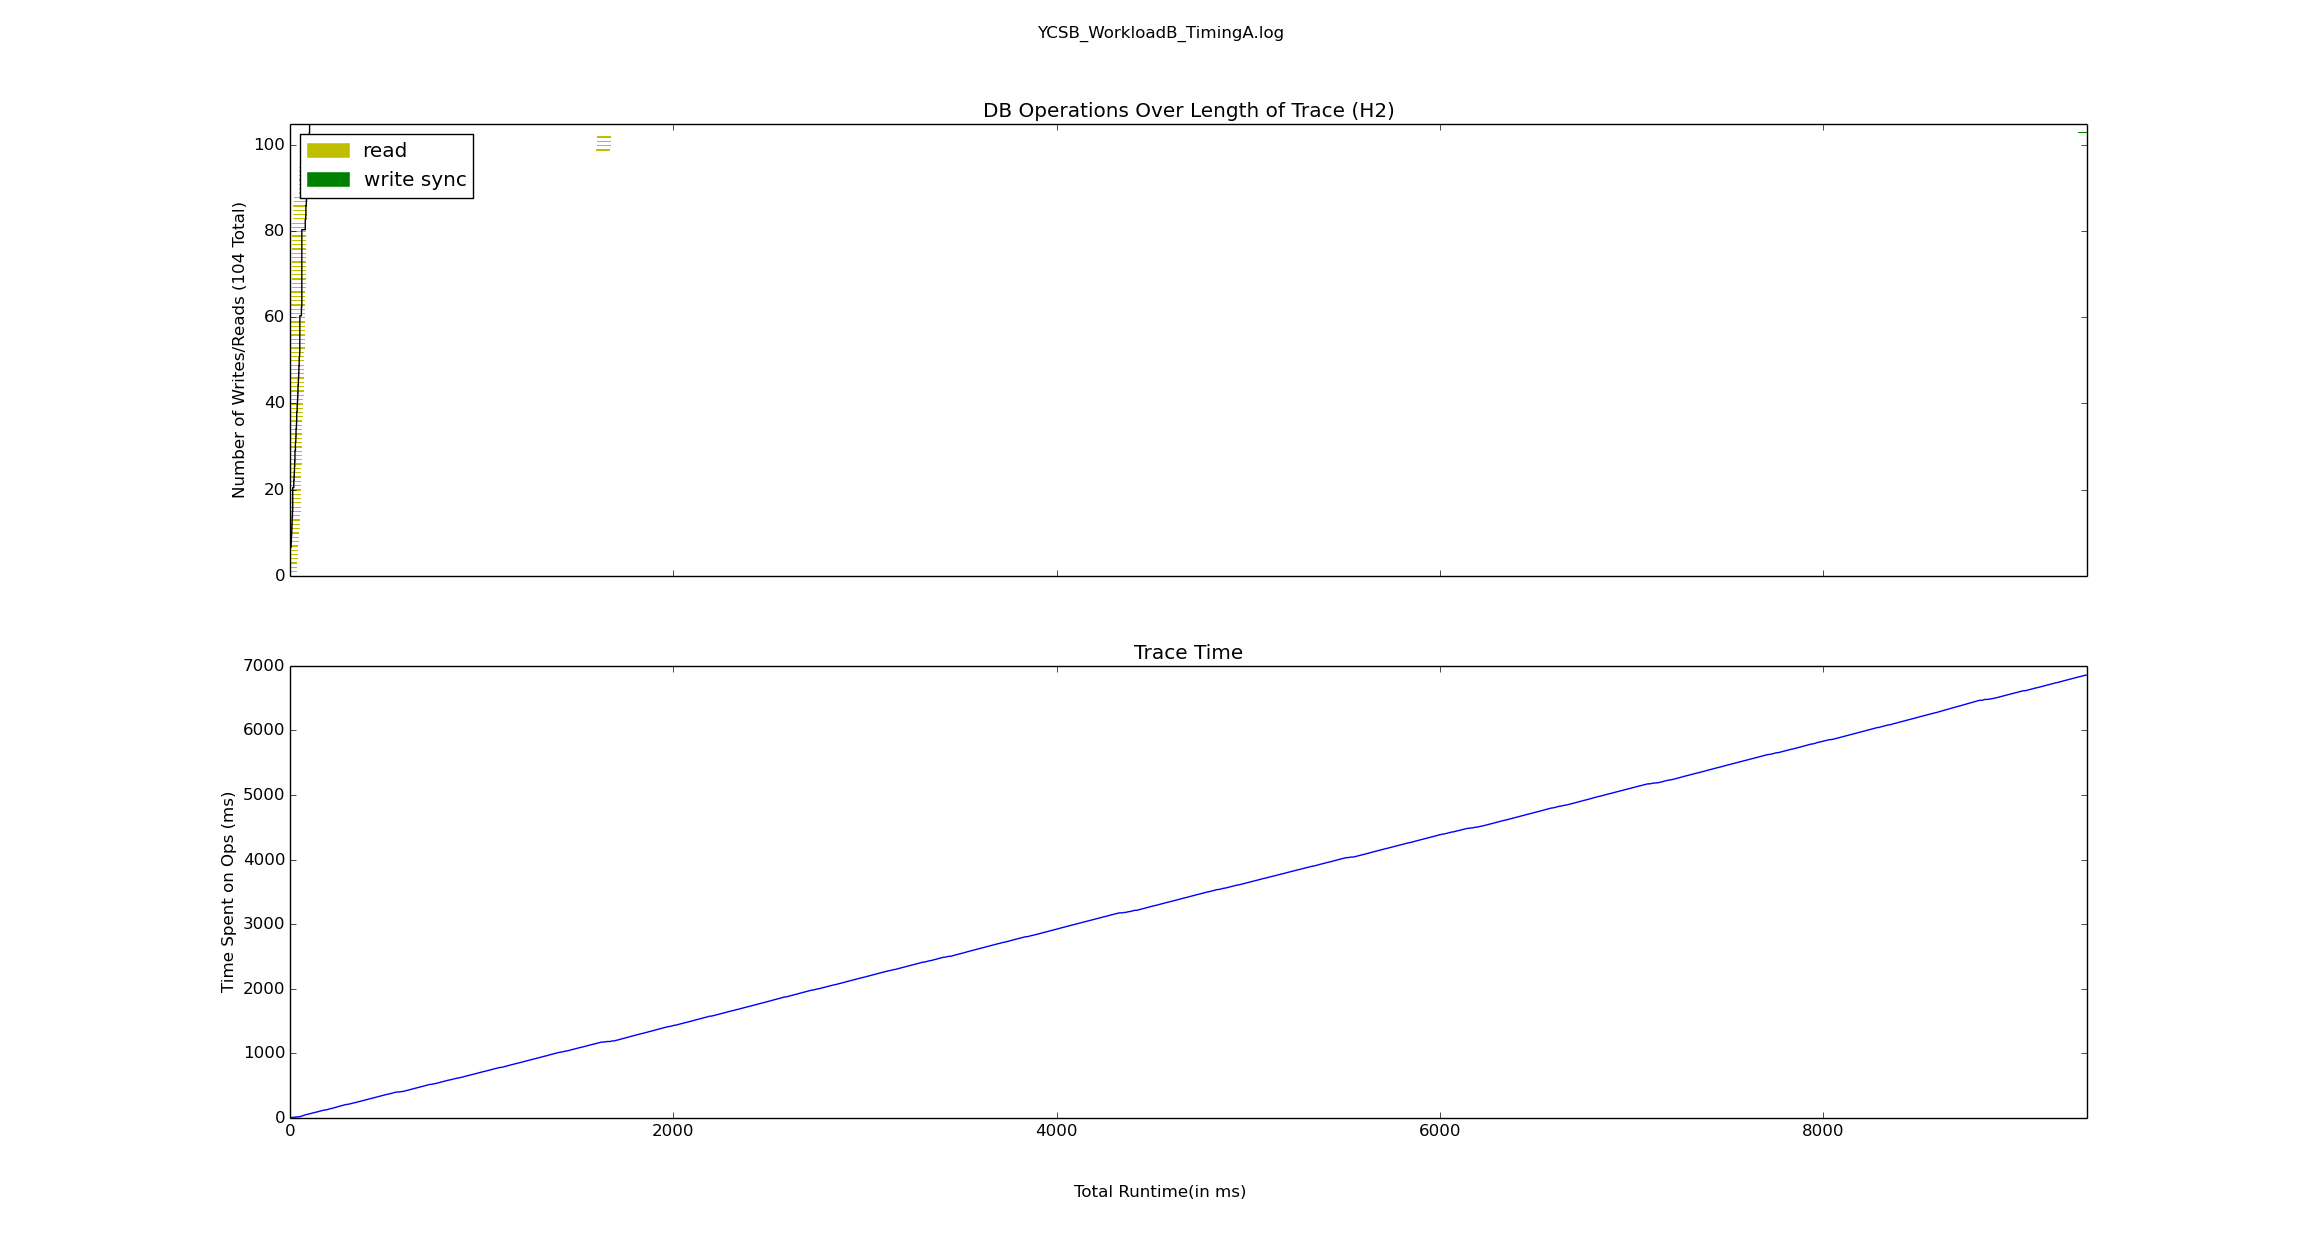 YCSB_WorkloadB_TimingA.log
DB Operations Over Length of Trace (H2)
100
80
60
40
20
0
Number of Writes/Reads (104 Total)
read
write sync
Trace Time
7000
6000
5000
4000
3000
2000
1000
0
Time Spent on Ops (ms)
0 2000 4000 6000 8000
Total Runtime(in ms)